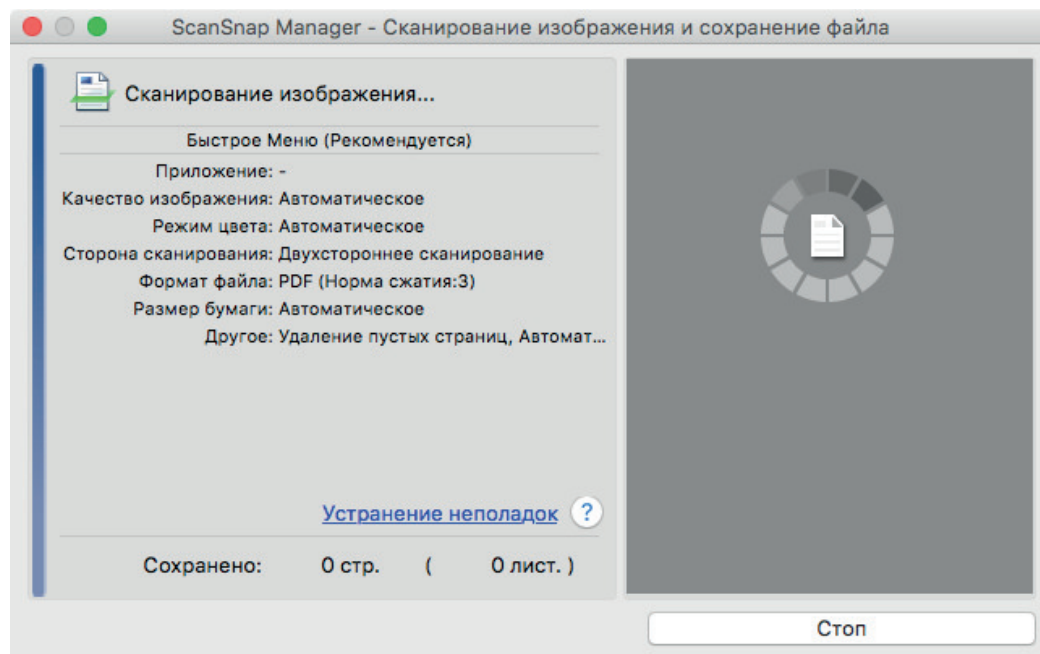 ScanSnap Manager - Сканирование изображения и сохранение файла
Сканирование изображения...
Быстрое Меню (Рекомендуется)
Приложение: -
Качество изображения: Автоматическое
Режим цвета: Автоматическое
Сторона сканирования: Двухстороннее сканирование
Формат файла: PDF (Норма сжатия:3)
Размер бумаги: Автоматическое
Другое: Удаление пустых страниц, Автомат...
Устранение неполадок ?
Сохранено: 0 стр. ( 0 лист. )
Стоп